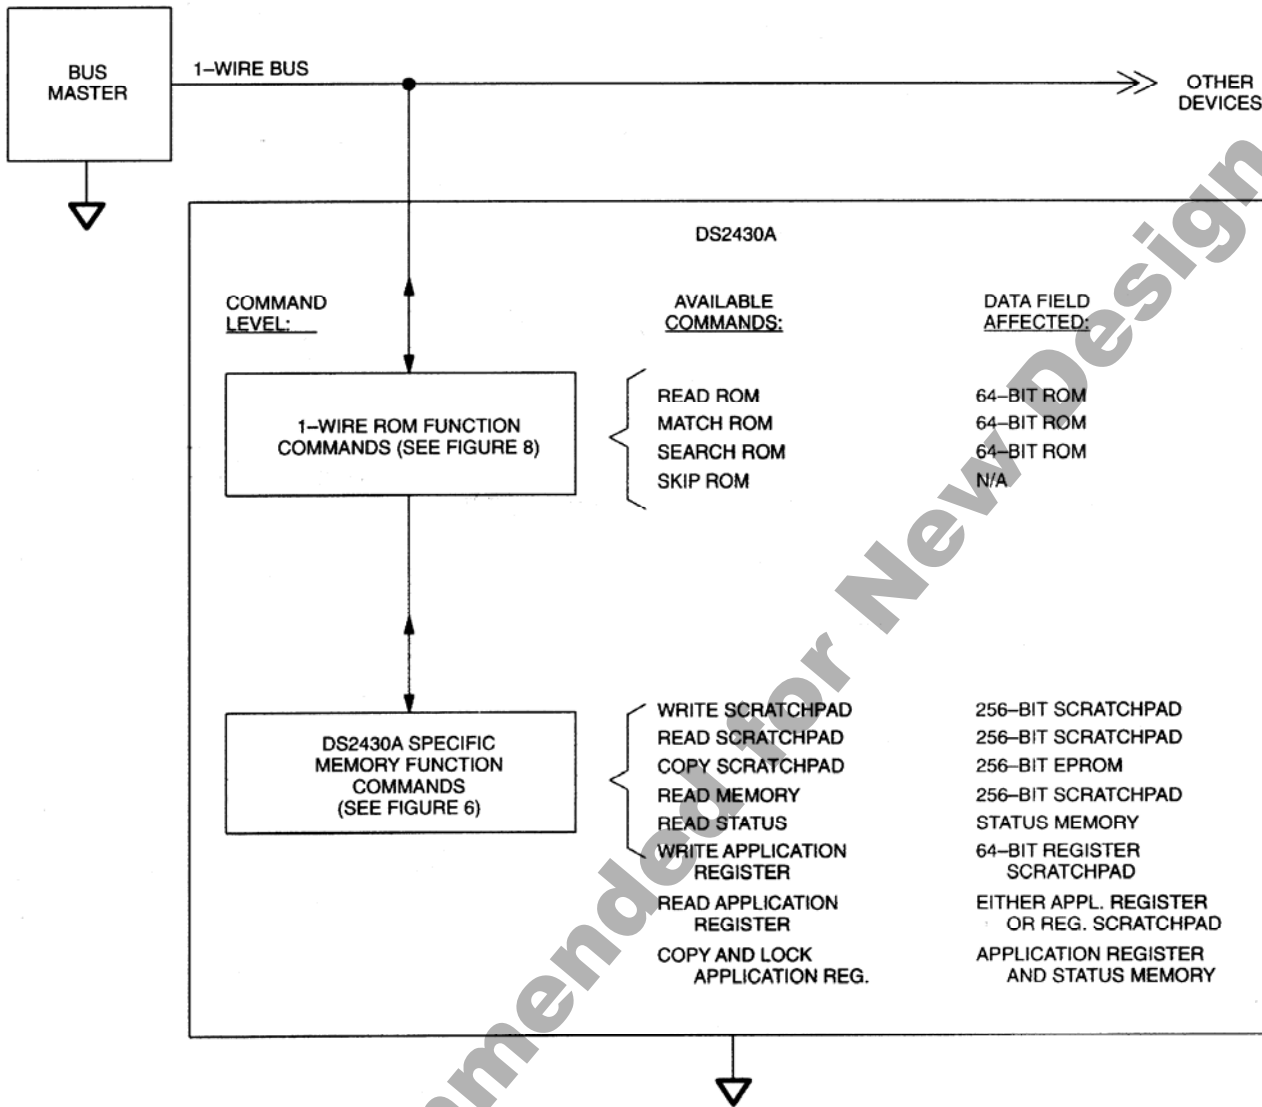 BUS
MASTER
1–WIRE BUS
OTHER
DEVICES
DS2430A
COMMAND
LEVEL:
AVAILABLE
COMMANDS:
DATA FIELD
AFFECTED:
1–WIRE ROM FUNCTION
COMMANDS (SEE FIGURE 8)
READ ROM 64–BIT ROM
MATCH ROM 64–BIT ROM
SEARCH ROM 64–BIT ROM
SKIP ROM N/A
DS2430A SPECIFIC
MEMORY FUNCTION
COMMANDS
(SEE FIGURE 6)
WRITE SCRATCHPAD 256–BIT SCRATCHPAD
READ SCRATCHPAD 256–BIT SCRATCHPAD
COPY SCRATCHPAD 256–BIT EPROM
READ MEMORY 256–BIT SCRATCHPAD
READ STATUS STATUS MEMORY
WRITE APPLICATION 64–BIT REGISTER
REGISTER SCRATCHPAD
READ APPLICATION EITHER APPL. REGISTER
REGISTER OR REG. SCRATCHPAD
COPY AND LOCK APPLICATION REGISTER
APPLICATION REG. AND STATUS MEMORY
mmended for New Design